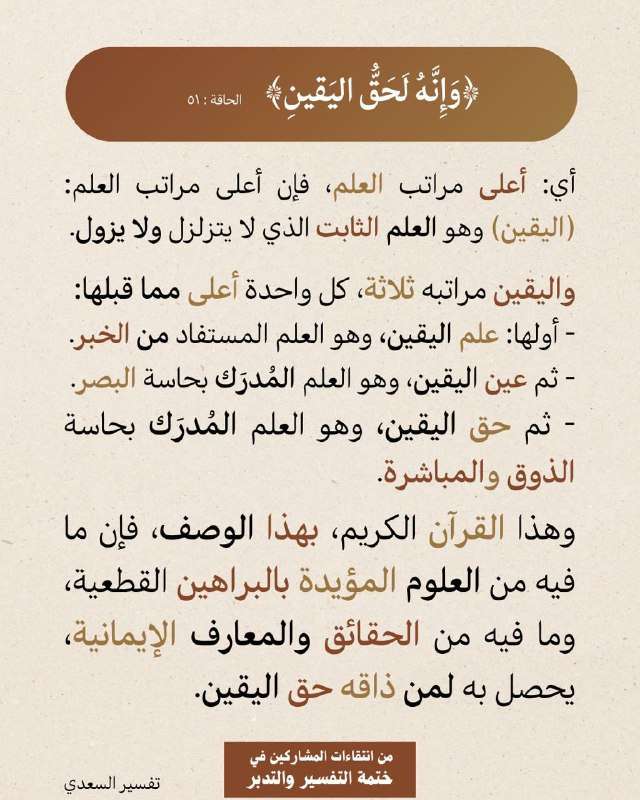 ﴿وَإِنَّهُ لَحَقُّ اليَقينِ﴾ الحاقة : ٥١
أي: أعلى مراتب العلم، فإن أعلى مراتب العلم:
(اليقين) وهو العلم الثابت الذي لا يتزلزل ولا يزول.
واليقين مراتبه ثلاثة، كل واحدة أعلى مما قبلها:
- أولها: علم اليقين، وهو العلم المستفاد من الخبر.
- ثم عين اليقين، وهو العلم المُدرَك بحاسة البصر.
- ثم حق اليقين، وهو العلم المُدرَك بحاسة
الذوق والمباشرة.
وهذا القرآن الكريم، بهذا الوصف، فإن ما
فيه من العلوم المؤيدة بالبراهين القطعية،
وما فيه من الحقائق والمعارف الإيمانية،
يحصل به لمن ذاقه حق اليقين.
من انتقاءات المشاركين في
ختمة التفسير والتدبر
تفسير السعدي